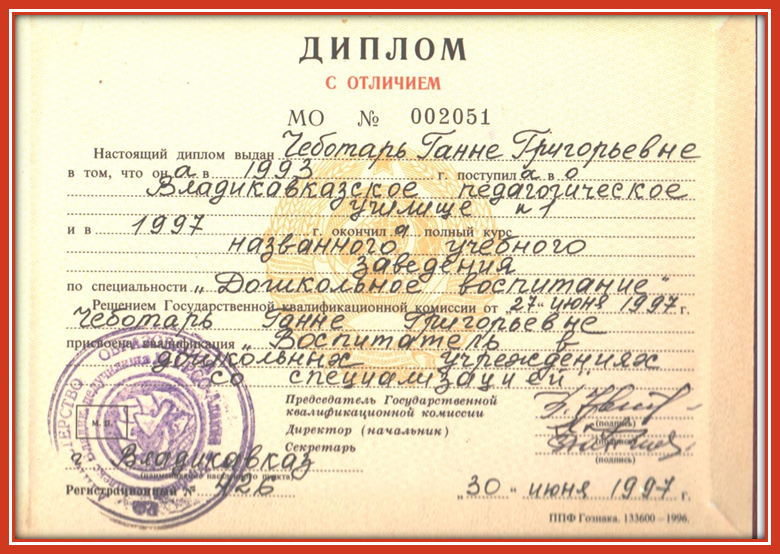 ДИПЛОМ
С ОТЛИЧИЕМ
МО № 002051
Настоящий диплом выдан Чеботарь Ганне Григорьевне
в том, что она в 1993 г. поступила в о
Владикавказское педагогическое
училище №1
и в 1997 г. окончила полный курс
названного учебного
заведения
по специальности „Дошкольное воспитание"
Решением Государственной квалификационной комиссии от „27" июня 1997 г.
Чеботарь Ганне Григорьевне
присвоена квалификация „Воспитатель в
дошкольных учреждениях
со специализацией"
Председатель Государственной
квалификационной комиссии
(подпись)
Директор (начальник)
(подпись)
Секретарь
(подпись)
М. П.
г. Владикавказ
(наименование населенного пункта)
Регистрационный № 426
„30" июня 1997 г.
ППФ Гознака. 133600–1996.